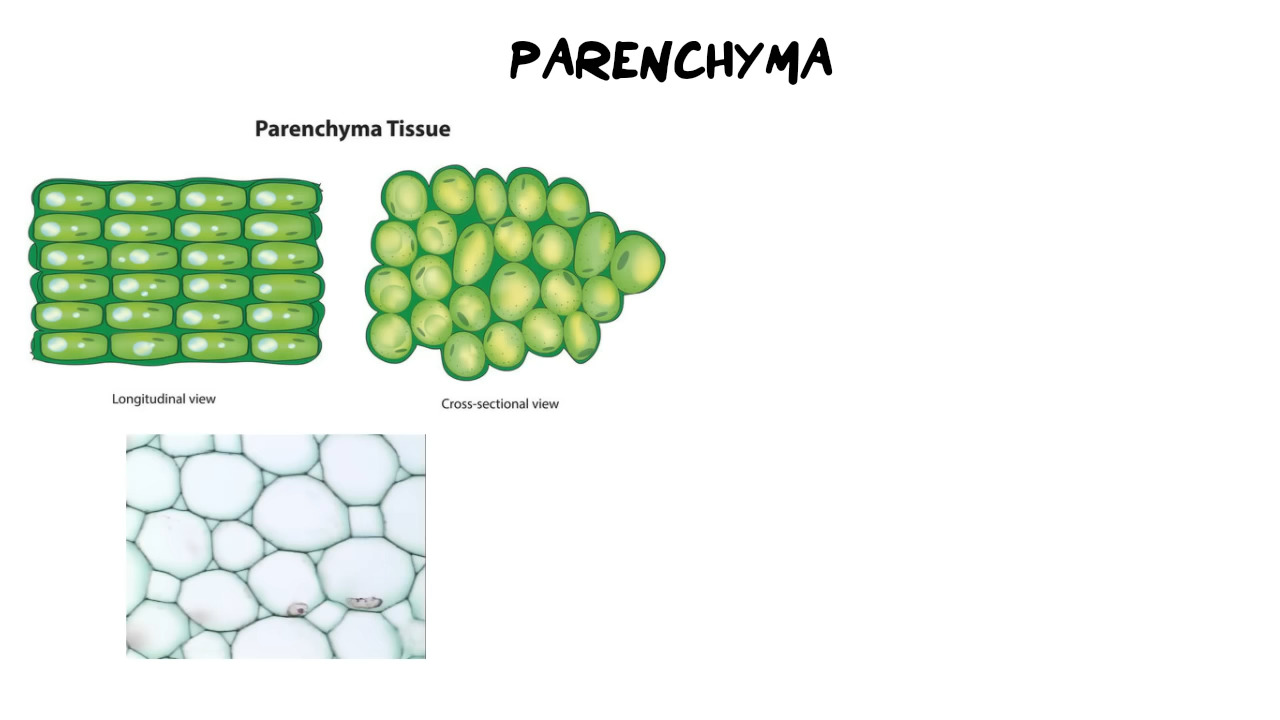 PARENCHYMA
Parenchyma Tissue
Longitudinal view
Cross-sectional view